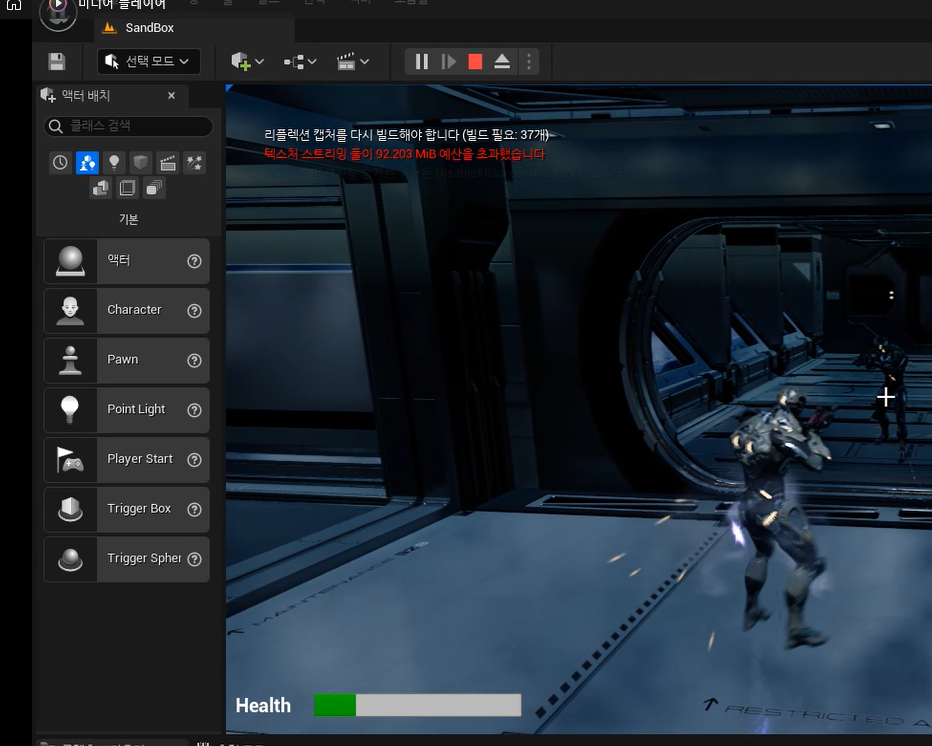 미디어 플레이어
SandBox
선택 모드
액터 배치
클래스 검색
기본
액터
Character
Pawn
Point Light
Player Start
Trigger Box
Trigger Spher
리플렉션 캡처를 다시 빌드해야 합니다 (빌드 필요: 37개)
텍스처 스트리밍 풀이 92.203 MiB 예산을 초과했습니다
MAINTENANCE
Health
RESTRICTED A